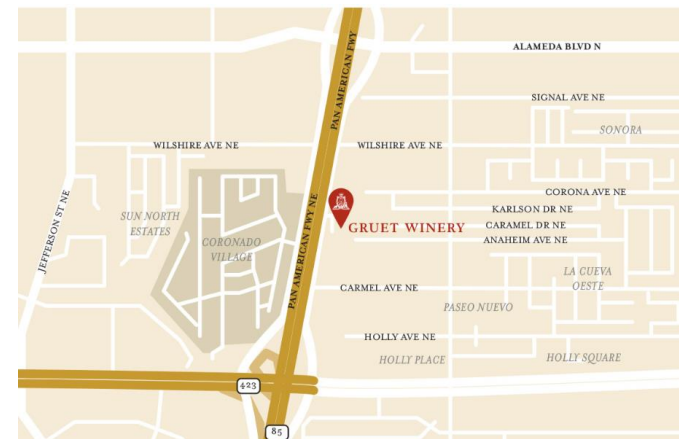 ALAMEDA BLVD N
PAN AMERICAN FWY
SIGNAL AVE NE
SONORA
WILSHIRE AVE NE
WILSHIRE AVE NE
CORONA AVE NE
KARLSON DR NE
SUN NORTH
ESTATES
GRUET WINERY
CARAMEL DR NE
ANAHEIM AVE NE
CORONADO
VILLAGE
JEFFERSON ST NE
PAN AMERICAN FWY NE
LA CUEVA
OESTE
CARMEL AVE NE
PASEO NUEVO
HOLLY AVE NE
HOLLY PLACE
HOLLY SQUARE
423
85